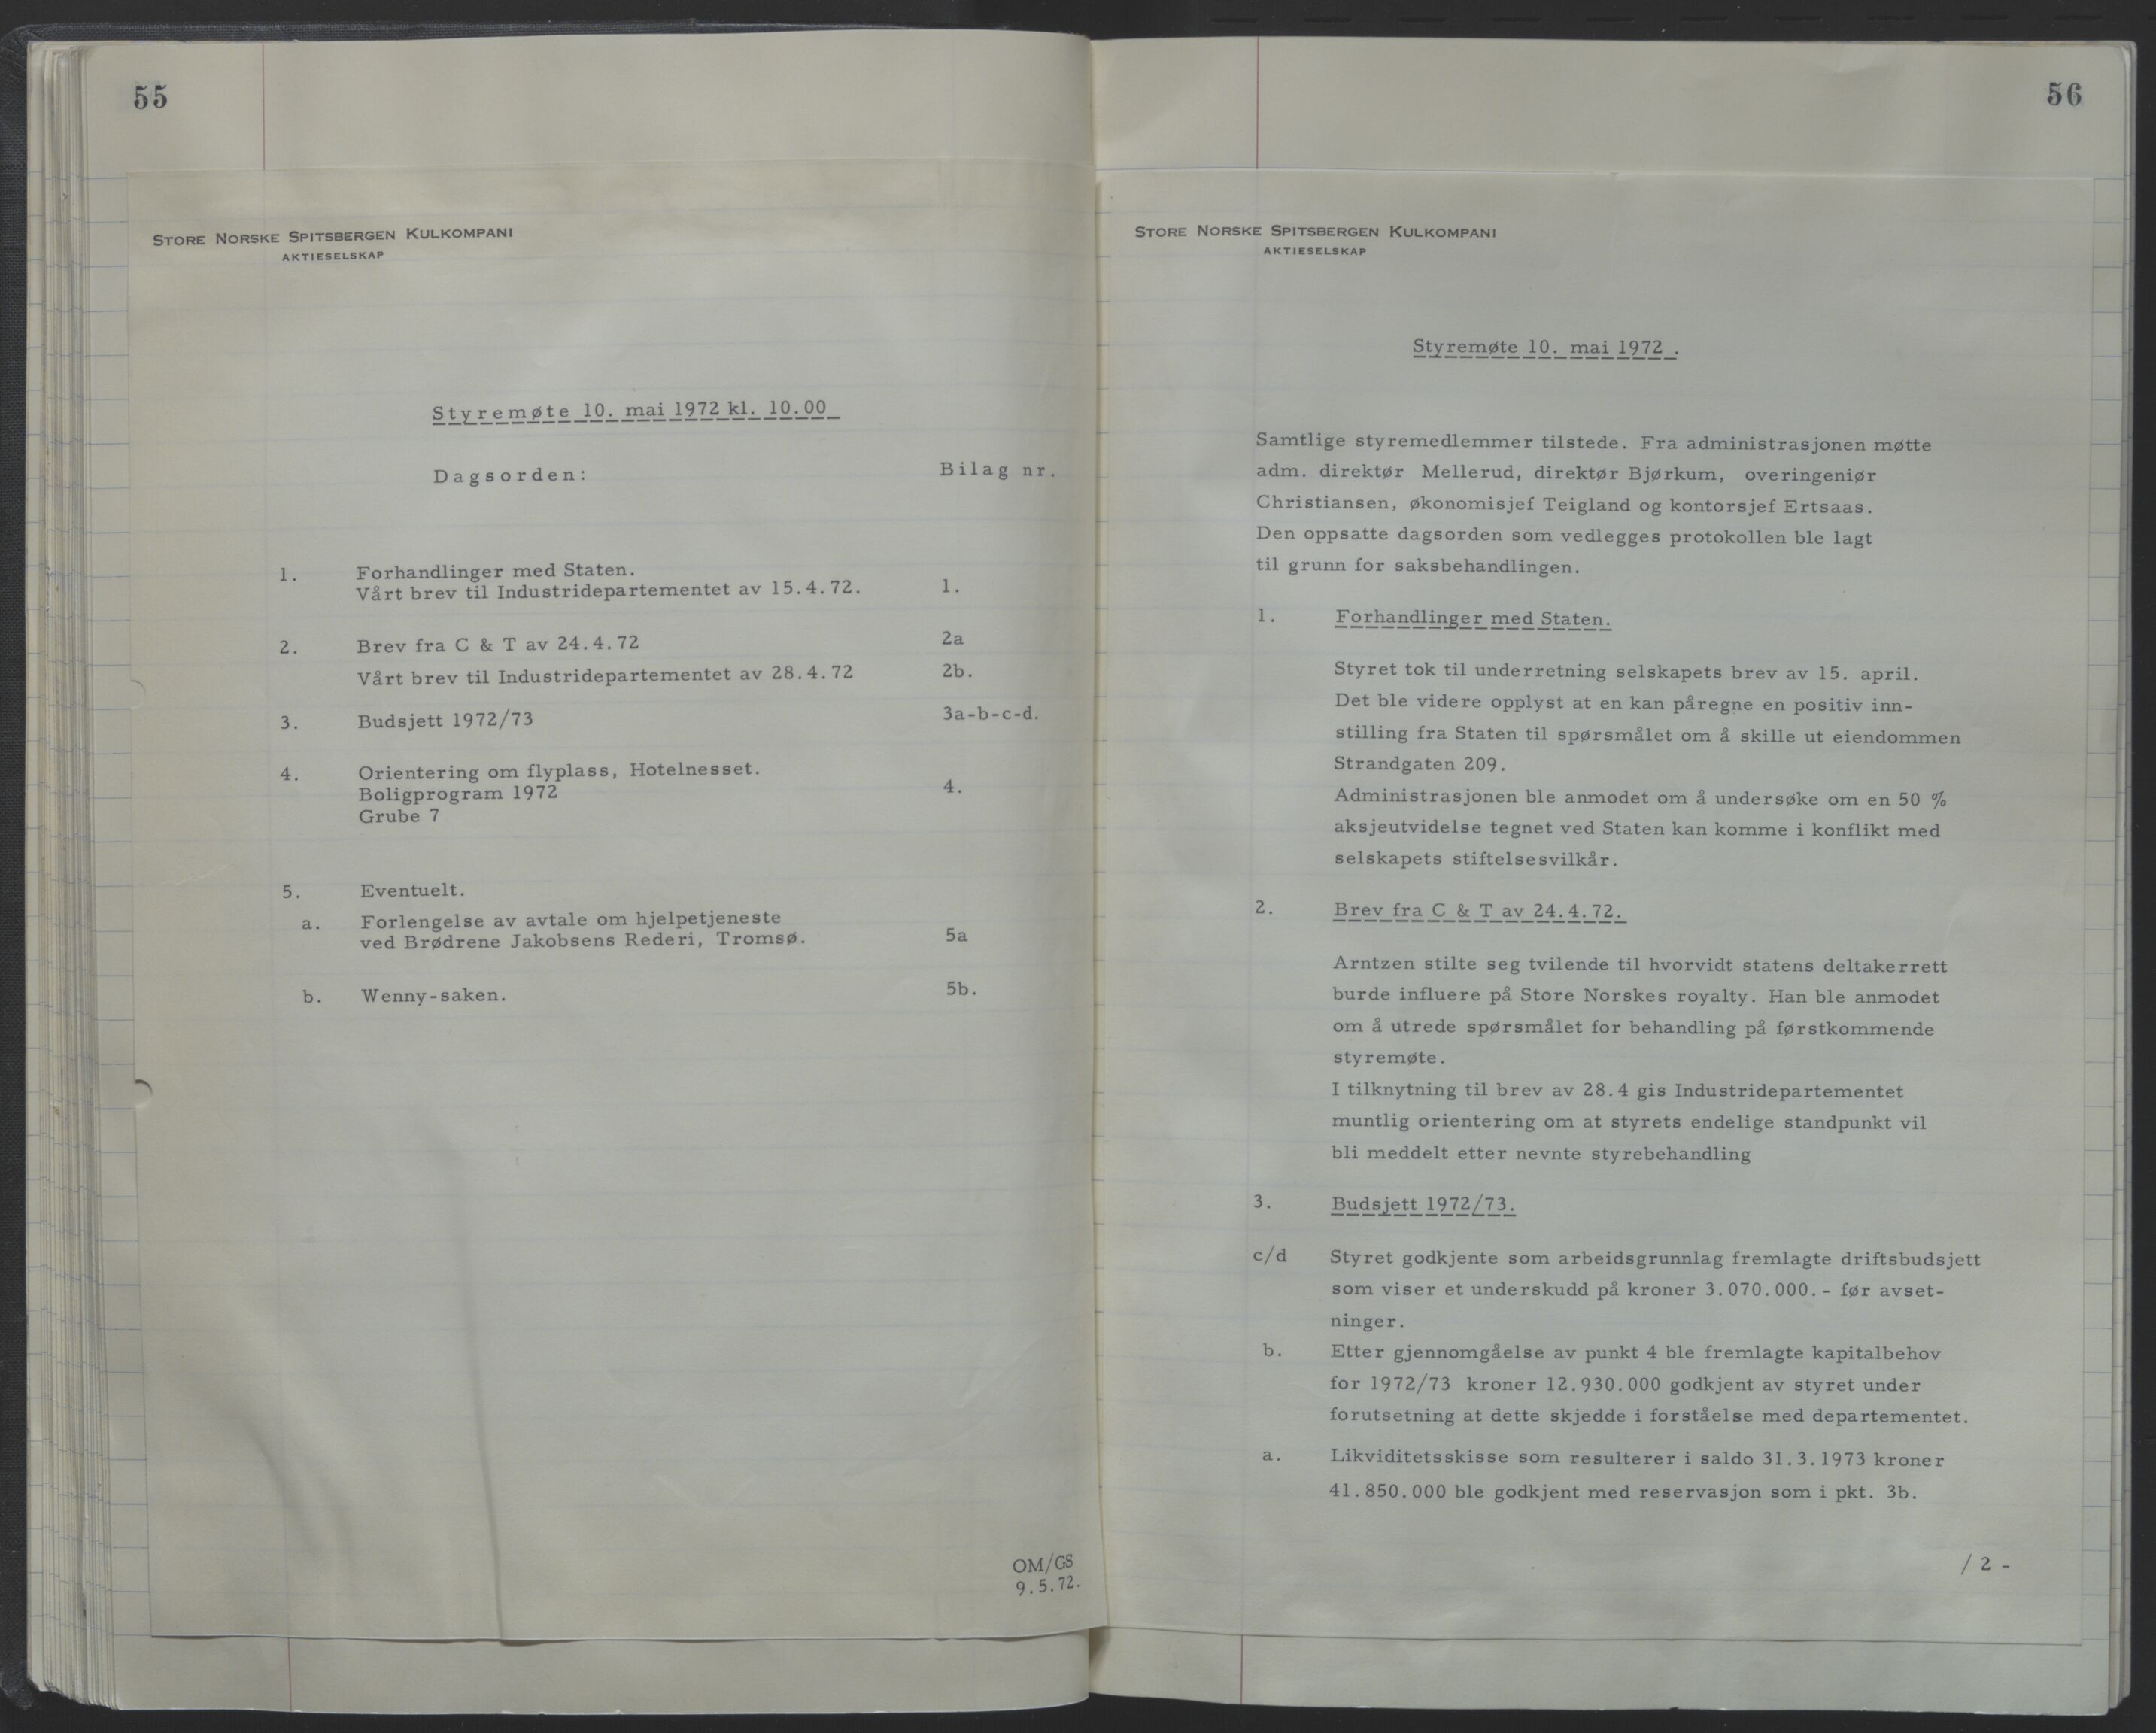 55
STORE NORSKE SPITSBERGEN KULKOMPANI
AKTIESELSKAP
Styremøte 10. mai 1972 kl. 10.00
Dagsorden: Bilag nr.
1. Forhandlinger med Staten.
Vårt brev til Industridepartementet av 15.4.72. 1.
2. Brev fra C & T av 24.4.72 2a
Vårt brev til Industridepartementet av 28.4.72 2b.
3. Budsjett 1972/73 3a-b-c-d.
4. Orientering om flyplass, Hotelnesset.
Boligprogram 1972 4.
Grube 7
5. Eventuelt.
a. Forlengelse av avtale om hjelpetjeneste
ved Brødrene Jakobsens Rederi, Tromsø. 5a
b. Wenny-saken. 5b.
OM/GS
9.5.72.
56
STORE NORSKE SPITSBERGEN KULKOMPANI
AKTIESELSKAP
Styremøte 10. mai 1972 .
Samtlige styremedlemmer tilstede. Fra administrasjonen møtte
adm. direktør Mellerud, direktør Bjørkum, overingeniør
Christiansen, økonomisjef Teigland og kontorsjef Ertsaas.
Den oppsatte dagsorden som vedlegges protokollen ble lagt
til grunn for saksbehandlingen.
1. Forhandlinger med Staten.
Styret tok til underretning selskapets brev av 15. april.
Det ble videre opplyst at en kan påregne en positiv inn-
stilling fra Staten til spørsmålet om å skille ut eiendommen
Strandgaten 209.
Administrasjonen ble anmodet om å undersøke om en 50 %
aksjeutvidelse tegnet ved Staten kan komme i konflikt med
selskapets stiftelsesvilkår.
2. Brev fra C & T av 24.4.72.
Arntzen stilte seg tvilende til hvorvidt statens deltakerrett
burde influere på Store Norskes royalty. Han ble anmodet
om å utrede spørsmålet for behandling på førstkommende
styremøte.
I tilknytning til brev av 28.4 gis Industridepartementet
muntlig orientering om at styrets endelige standpunkt vil
bli meddelt etter nevnte styrebehandling
3. Budsjett 1972/73.
c/d Styret godkjente som arbeidsgrunnlag fremlagte driftsbudsjett
som viser et underskudd på kroner 3.070.000.- før avset-
ninger.
b. Etter gjennomgåelse av punkt 4 ble fremlagte kapitalbehov
for 1972/73 kroner 12.930.000 godkjent av styret under
forutsetning at dette skjedde i forståelse med departementet.
a. Likviditetsskisse som resulterer i saldo 31.3.1973 kroner
41.850.000 ble godkjent med reservasjon som i pkt. 3b.
/ 2 -